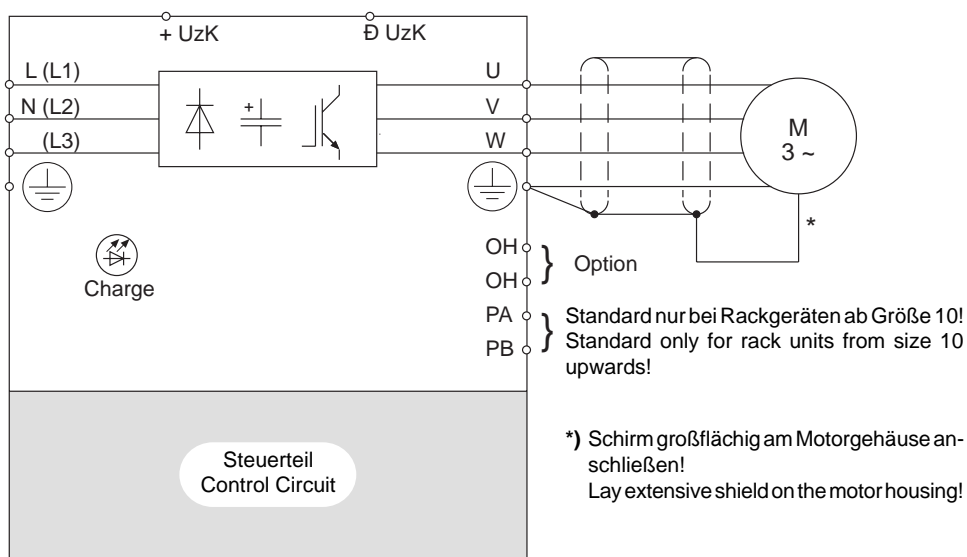 + UzK
Ð UzK
L (L1)
U
N (L2)
V
+
(L3)
W
M
3 ~
*
OH
OH
} Option
Charge
PA
PB
} Standard nur bei Rackgeräten ab Größe 10!
Standard only for rack units from size 10
upwards!
*) Schirm großflächig am Motorgehäuse an-
schließen!
Lay extensive shield on the motor housing!
Steuerteil
Control Circuit